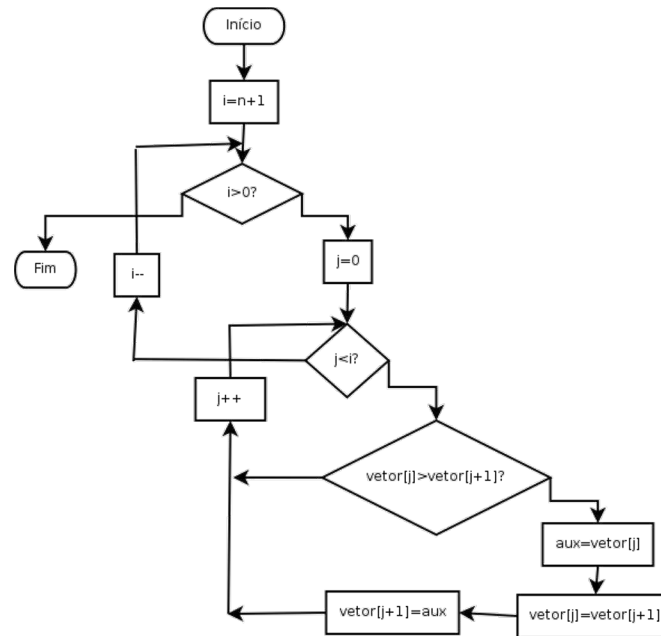 Início
i=n+1
i>0?
j=0
Fim
i--
j<i?
j++
vetor[j]>vetor[j+1]?
aux=vetor[j]
vetor[j]=vetor[j+1]
vetor[j+1]=aux